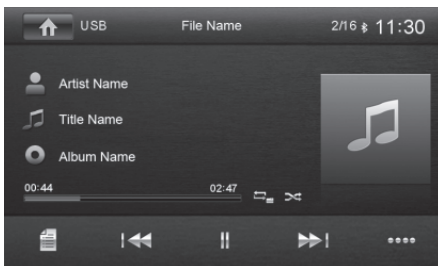 USB File Name 2/16 11:30
Artist Name
Title Name
Album Name
00:44 02:47